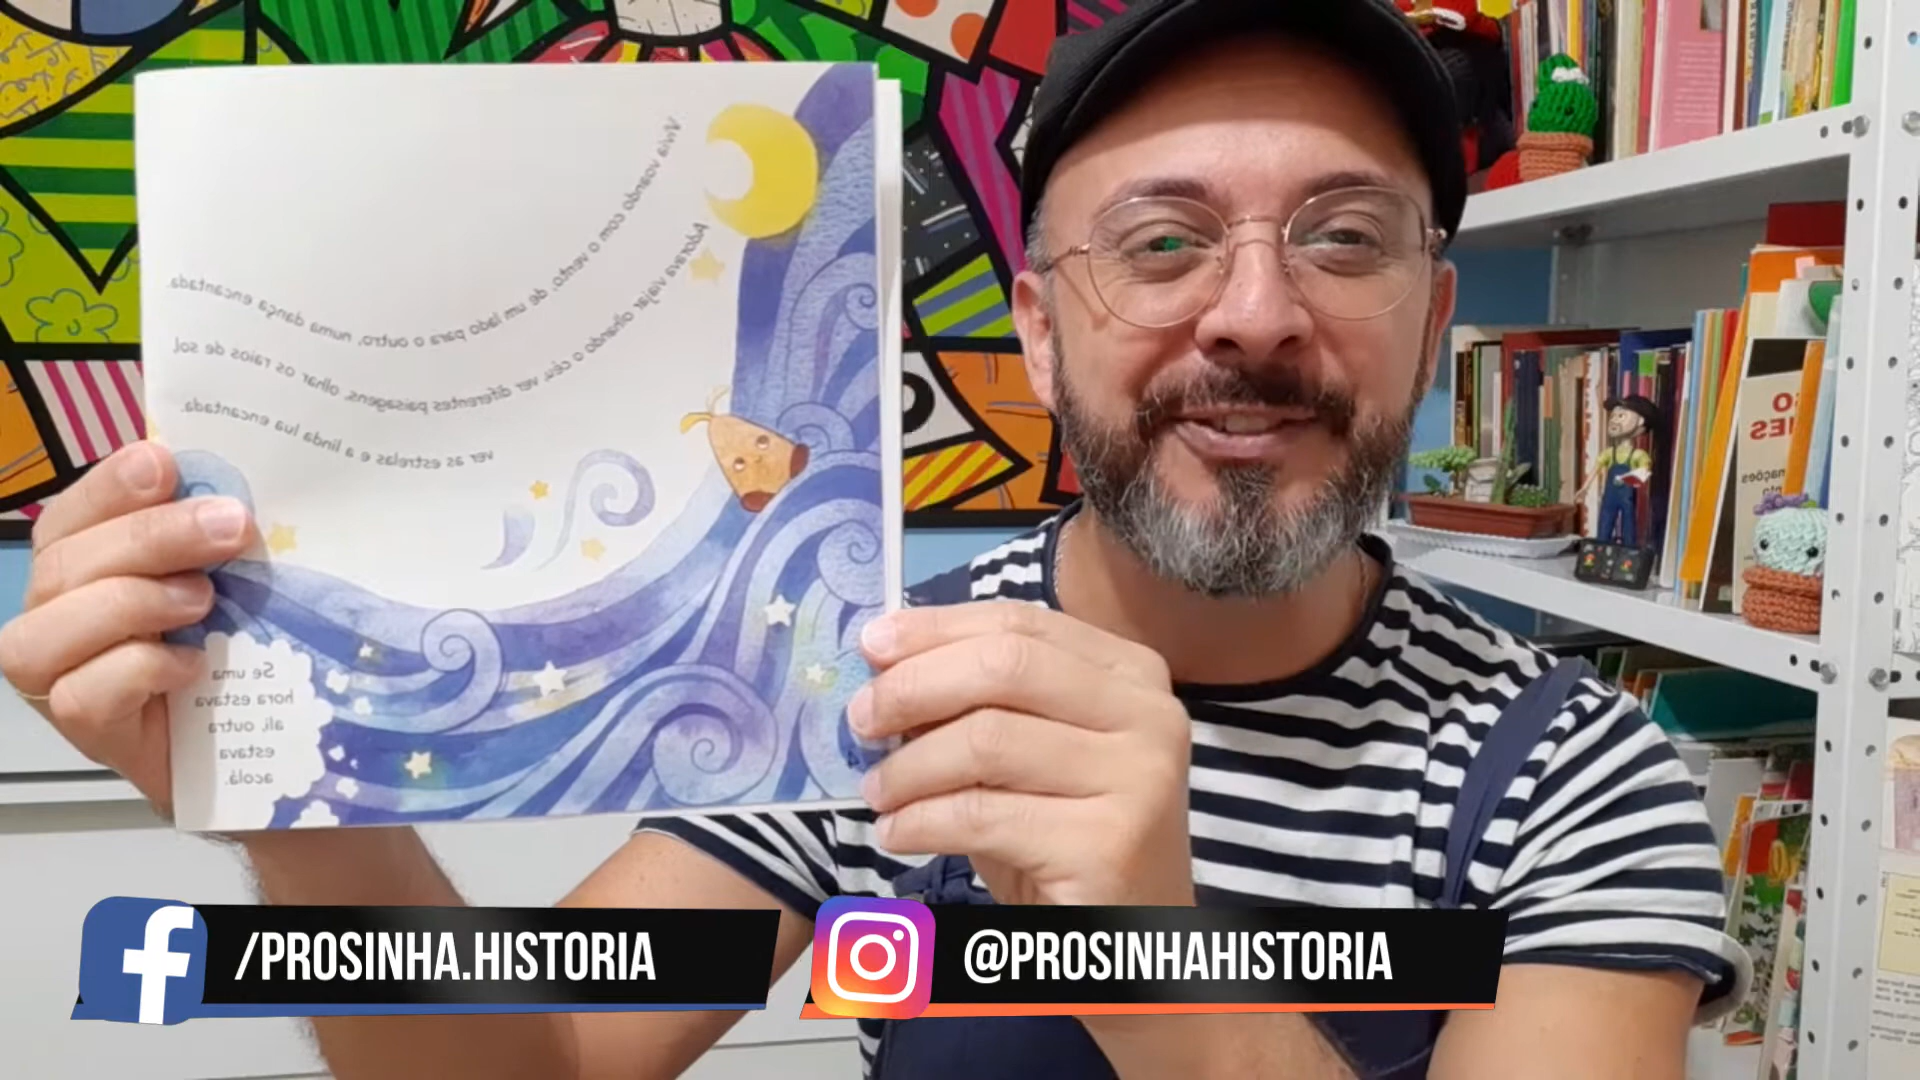 Vivia voando com o vento, de um lado para o outro, numa dança encantada.
Adorava viajar olhando o céu, ver diferentes paisagens, olhar os raios de sol,
ver as estrelas e a linda lua encantada.
Se uma
hora estava
ali, outra
estava
acolá.
/PROSINHA.HISTORIA
@PROSINHAHISTORIA